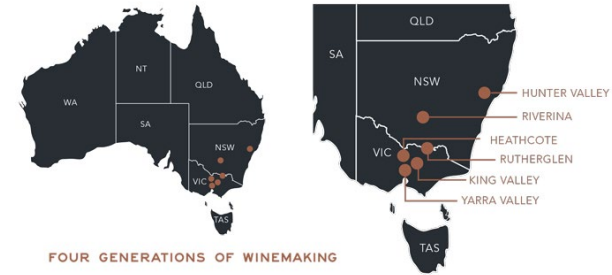 WA
NT
QLD
SA
NSW
VIC
TAS
FOUR GENERATIONS OF WINEMAKING
QLD
SA
NSW
VIC
TAS
HUNTER VALLEY
RIVERINA
HEATHCOTE
RUTHERGLEN
KING VALLEY
YARRA VALLEY